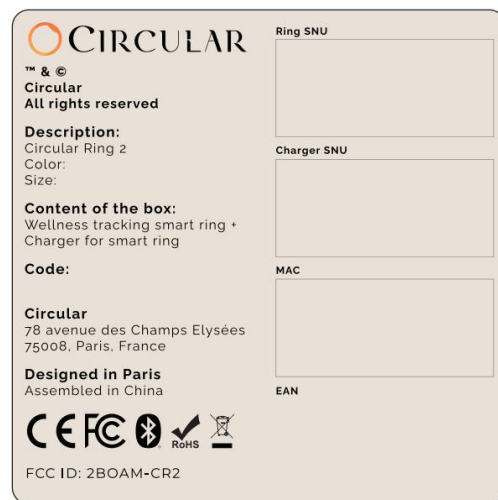 CIRCULAR
™ & ©
Circular
All rights reserved
Description:
Circular Ring 2
Color:
Size:
Content of the box:
Wellness tracking smart ring +
Charger for smart ring
Code:
Circular
78 avenue des Champs Elysées
75008, Paris, France
Designed in Paris
Assembled in China
CE FC RoHS
FCC ID: 2BOAM-CR2
Ring SNU
Charger SNU
MAC
EAN